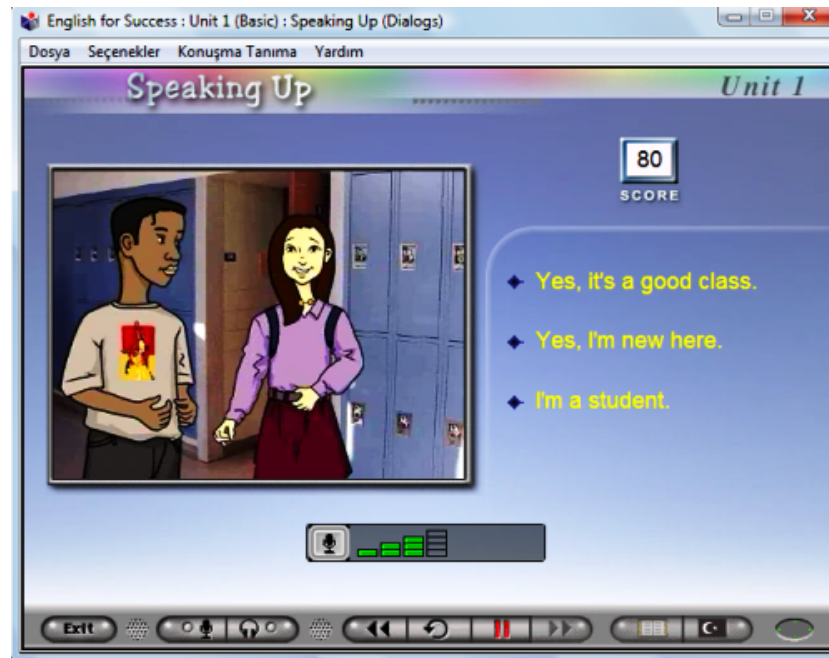 English for Success : Unit 1 (Basic) : Speaking Up (Dialogs)
Dosya Seçenekler Konuşma Tanıma Yardım
Speaking Up
Unit 1
80
SCORE
Yes, it's a good class.
Yes, I'm new here.
I'm a student.
Exit